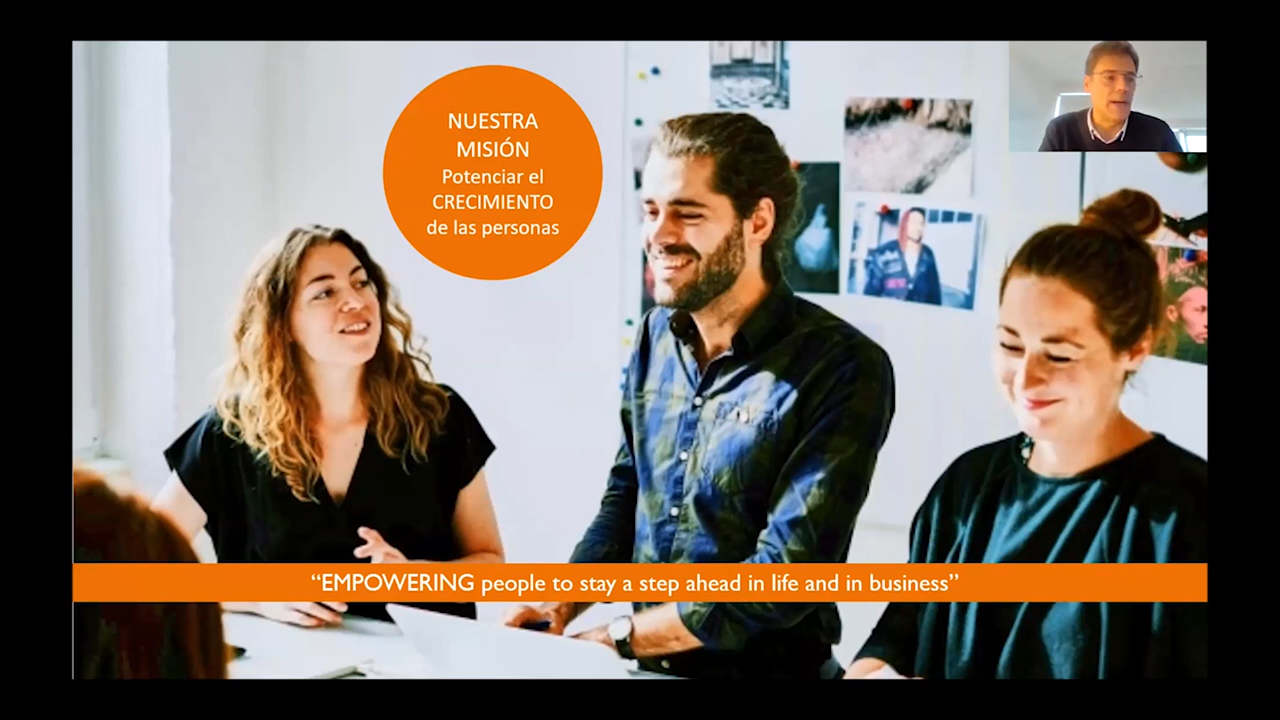 NUESTRA
MISIÓN
Potenciar el
CRECIMIENTO
de las personas
“EMPOWERING people to stay a step ahead in life and in business”